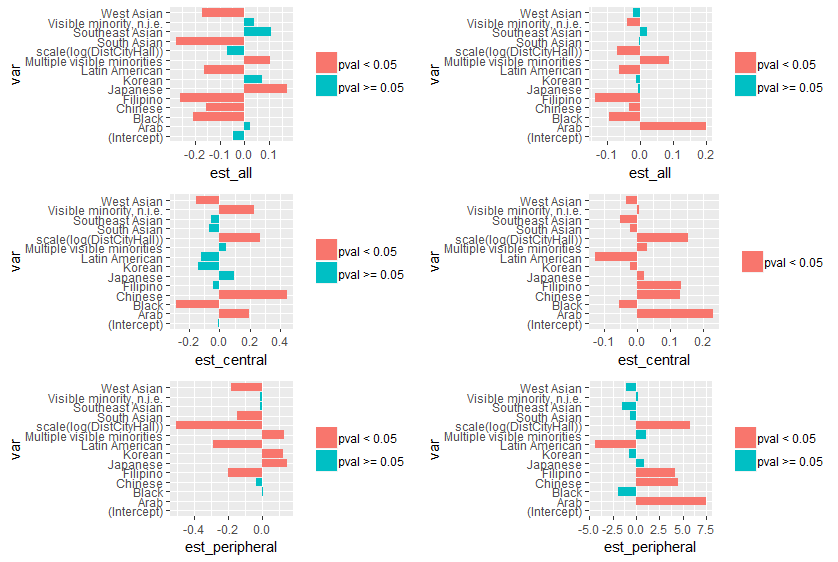 var
West Asian
Visible minority, n.i.e.
Southeast Asian
South Asian
scale(log(DistCityHall))
Multiple visible minorities
Latin American
Korean
Japanese
Filipino
Chinese
Black
Arab
(Intercept)
-0.2 -0.1 0.0 0.1
est_all
pval < 0.05
pval >= 0.05
var
West Asian
Visible minority, n.i.e.
Southeast Asian
South Asian
scale(log(DistCityHall))
Multiple visible minorities
Latin American
Korean
Japanese
Filipino
Chinese
Black
Arab
(Intercept)
-0.1 0.0 0.1 0.2
est_all
pval < 0.05
pval >= 0.05
var
West Asian
Visible minority, n.i.e.
Southeast Asian
South Asian
scale(log(DistCityHall))
Multiple visible minorities
Latin American
Korean
Japanese
Filipino
Chinese
Black
Arab
(Intercept)
-0.2 0.0 0.2 0.4
est_central
pval < 0.05
pval >= 0.05
var
West Asian
Visible minority, n.i.e.
Southeast Asian
South Asian
scale(log(DistCityHall))
Multiple visible minorities
Latin American
Korean
Japanese
Filipino
Chinese
Black
Arab
(Intercept)
-0.1 0.0 0.1 0.2
est_central
pval < 0.05
var
West Asian
Visible minority, n.i.e.
Southeast Asian
South Asian
scale(log(DistCityHall))
Multiple visible minorities
Latin American
Korean
Japanese
Filipino
Chinese
Black
Arab
(Intercept)
-0.4 -0.2 0.0
est_peripheral
pval < 0.05
pval >= 0.05
var
West Asian
Visible minority, n.i.e.
Southeast Asian
South Asian
scale(log(DistCityHall))
Multiple visible minorities
Latin American
Korean
Japanese
Filipino
Chinese
Black
Arab
(Intercept)
-5.0 -2.5 0.0 2.5 5.0 7.5
est_peripheral
pval < 0.05
pval >= 0.05